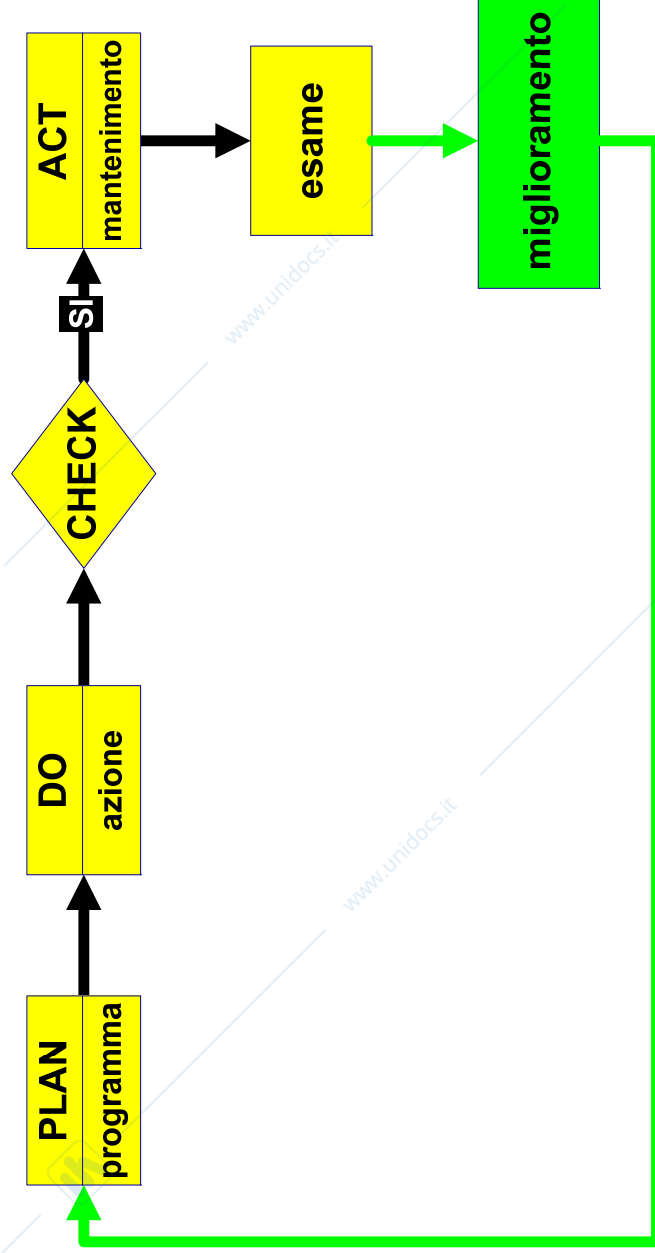 PLAN
programma
DO
azione
CHECK
SI
ACT
mantenimento
esame
miglioramento
www.unidocs.it
www.unidocs.it